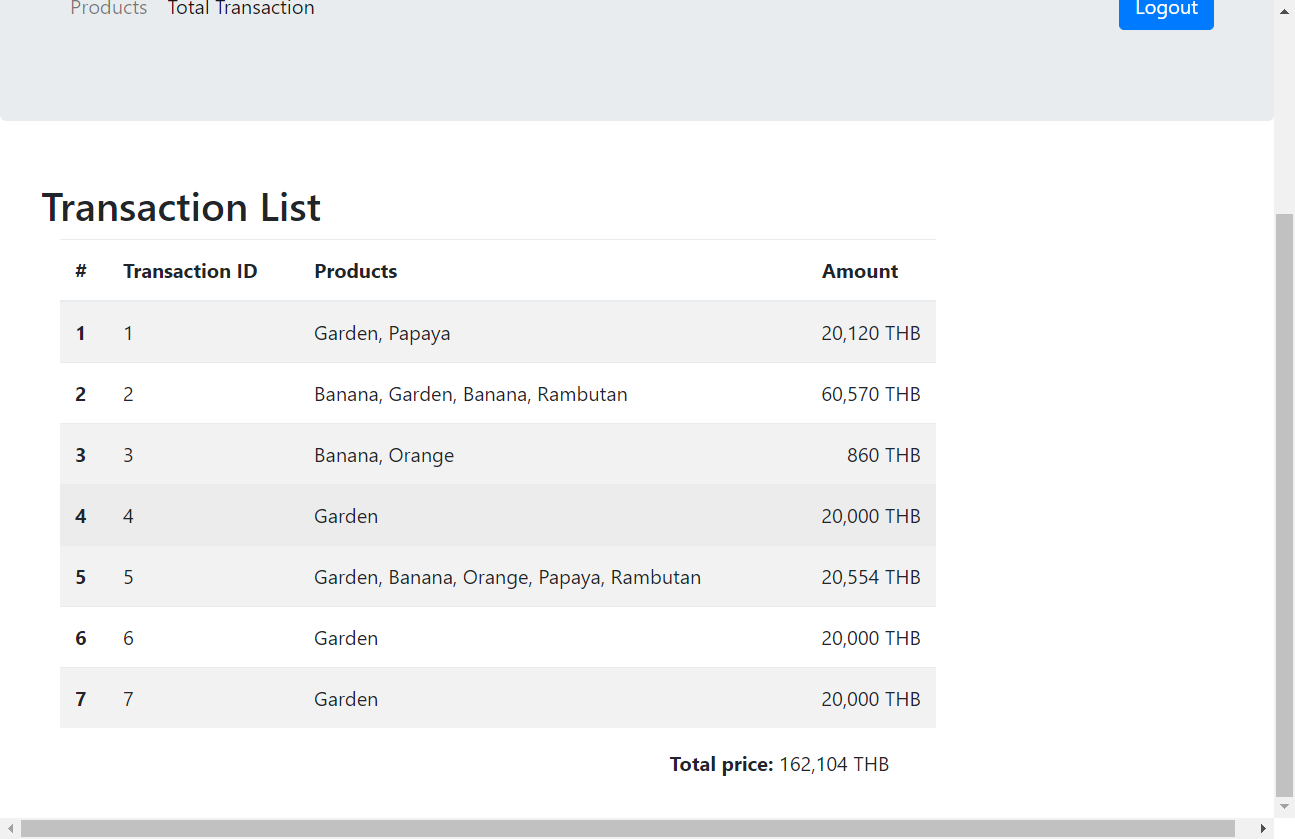 Products Total Transaction Logout
Transaction List
# Transaction ID Products Amount
1 1 Garden, Papaya 20,120 THB
2 2 Banana, Garden, Banana, Rambutan 60,570 THB
3 3 Banana, Orange 860 THB
4 4 Garden 20,000 THB
5 5 Garden, Banana, Orange, Papaya, Rambutan 20,554 THB
6 6 Garden 20,000 THB
7 7 Garden 20,000 THB
Total price: 162,104 THB